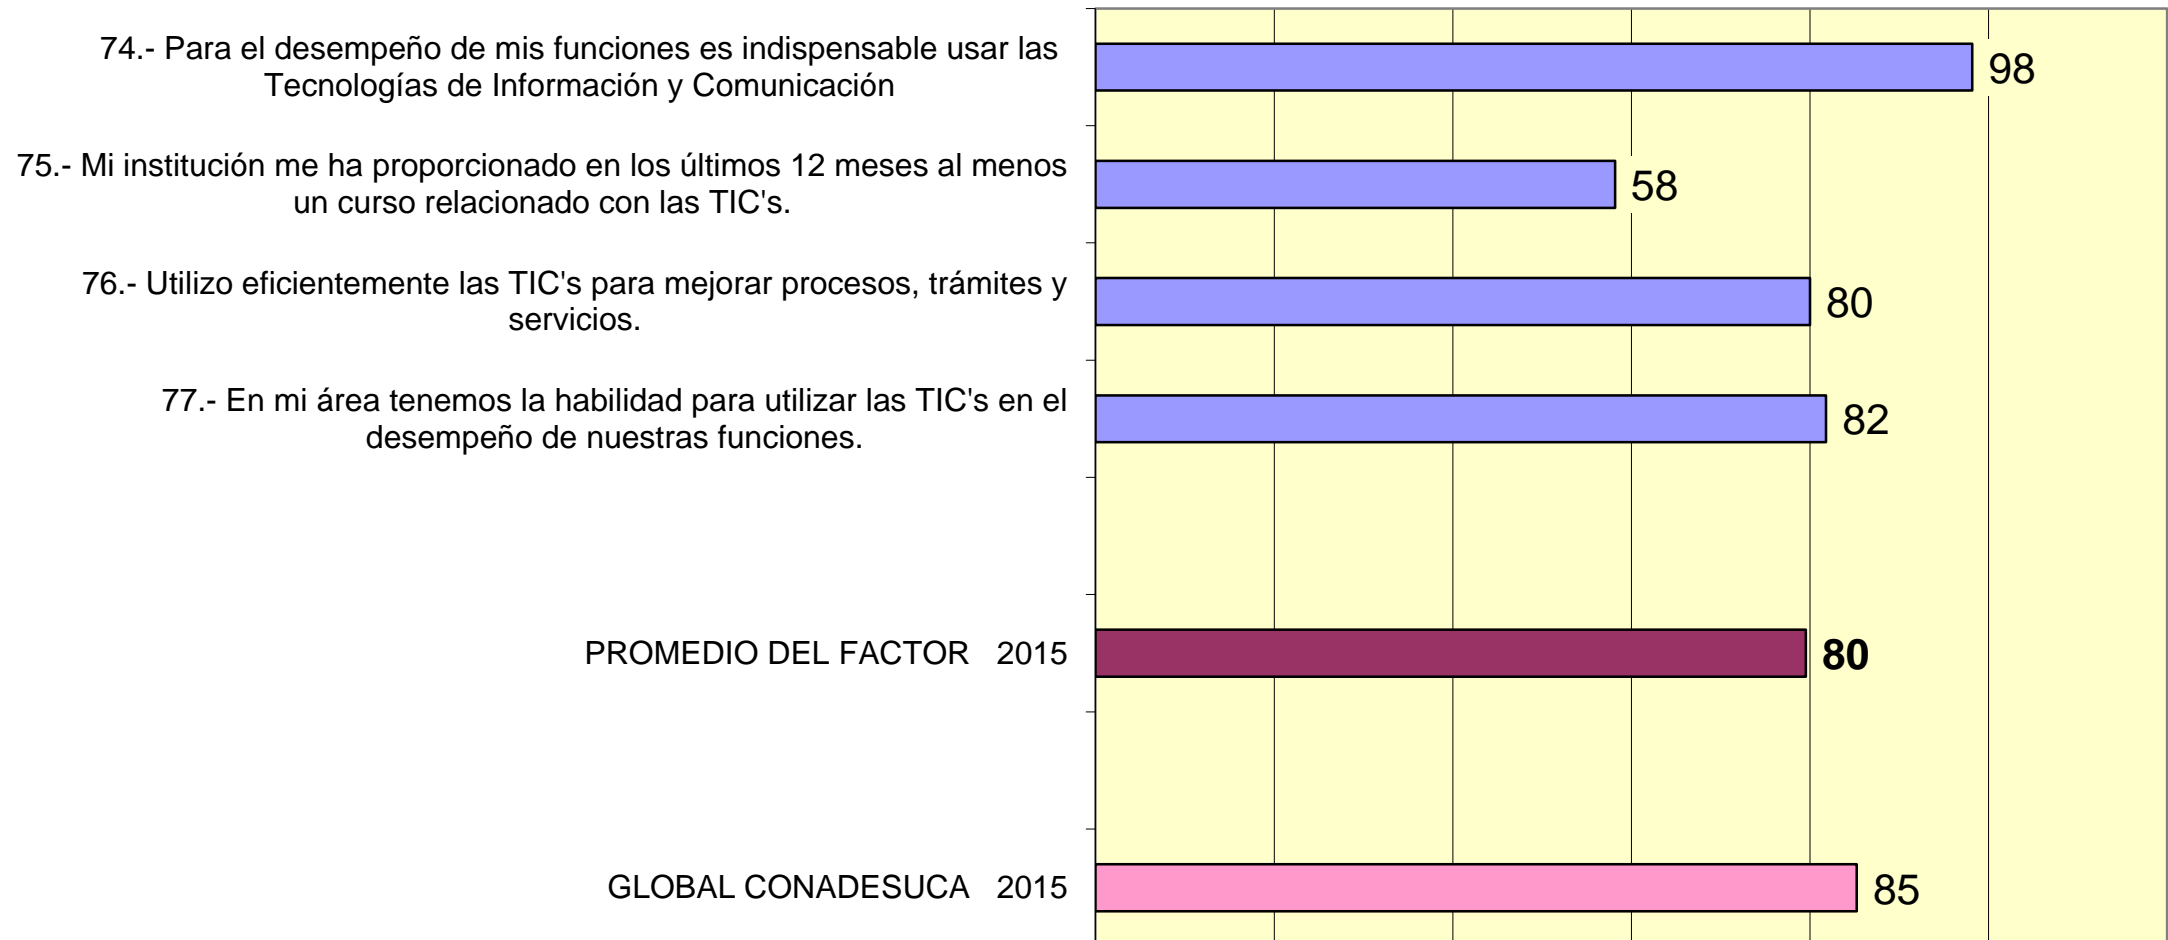 74.- Para el desempeño de mis funciones es indispensable usar las
Tecnologías de Información y Comunicación
98
75.- Mi institución me ha proporcionado en los últimos 12 meses al menos
un curso relacionado con las TIC's.
58
76.- Utilizo eficientemente las TIC's para mejorar procesos, trámites y
servicios.
80
77.- En mi área tenemos la habilidad para utilizar las TIC's en el
desempeño de nuestras funciones.
82
PROMEDIO DEL FACTOR 2015
80
GLOBAL CONADESUCA 2015
85